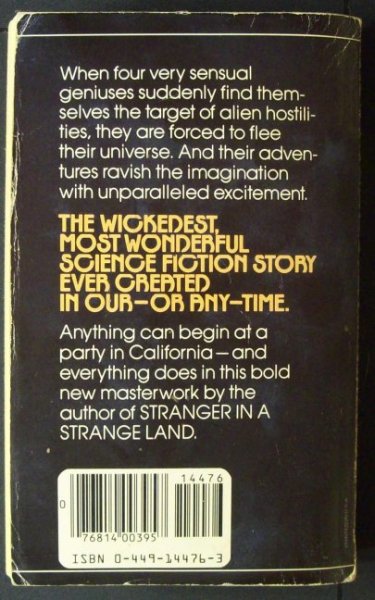 When four very sensual
geniuses suddenly find them-
selves the target of alien hostili-
ties, they are forced to flee
their universe. And their adven-
tures ravish the imagination
with unparalleled excitement.
THE WICKEDEST,
MOST WONDERFUL
SCIENCE FICTION STORY
EVER CREATED
IN OUR—OR ANY—TIME.
Anything can begin at a
party in California—and
everything does in this bold
new masterwork by the
author of STRANGER IN A
STRANGE LAND.
14476
0
76814 00395
ISBN 0-449-14476-3